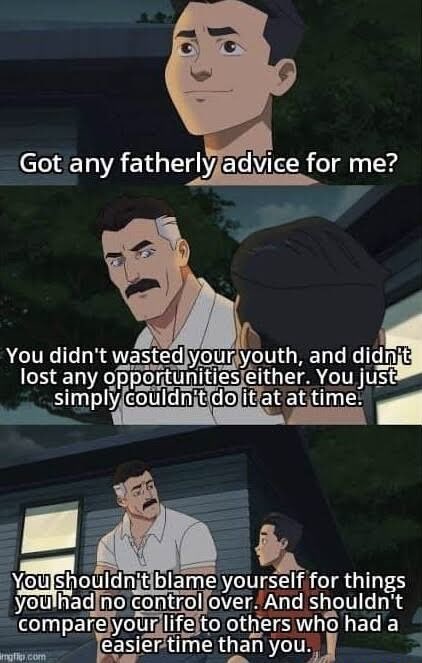 Got any fatherly advice for me?
You didn't wasted your youth, and didn't
lost any opportunities either. You just
simply couldn't do it at at time.
You shouldn't blame yourself for things
you had no control over. And shouldn't
compare your life to others who had a
easier time than you.
imgflip.com